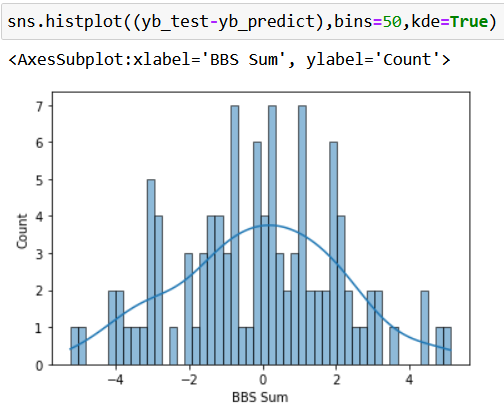 sns.histplot((yb_test-yb_predict),bins=50,kde=True)
<AxesSubplot:xlabel='BBS Sum', ylabel='Count'>
7
6
5
4
3
2
1
0
Count
−4 −2 0 2 4
BBS Sum